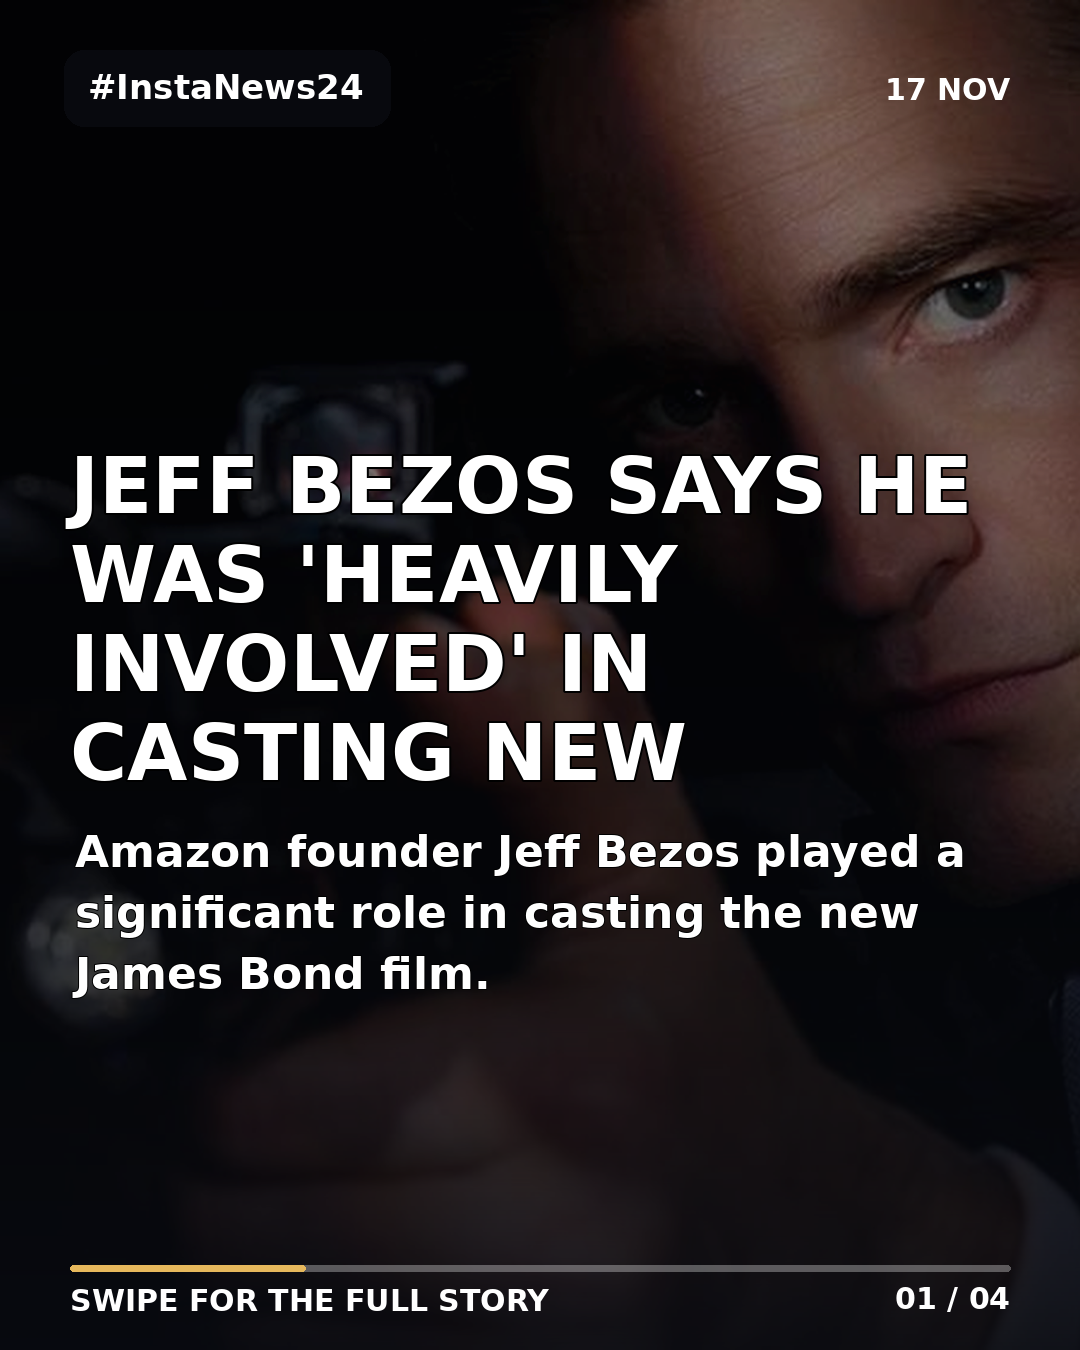 #InstaNews24
17 NOV
JEFF BEZOS SAYS HE
WAS 'HEAVILY
INVOLVED' IN
CASTING NEW
Amazon founder Jeff Bezos played a
significant role in casting the new
James Bond film.
SWIPE FOR THE FULL STORY
01 / 04